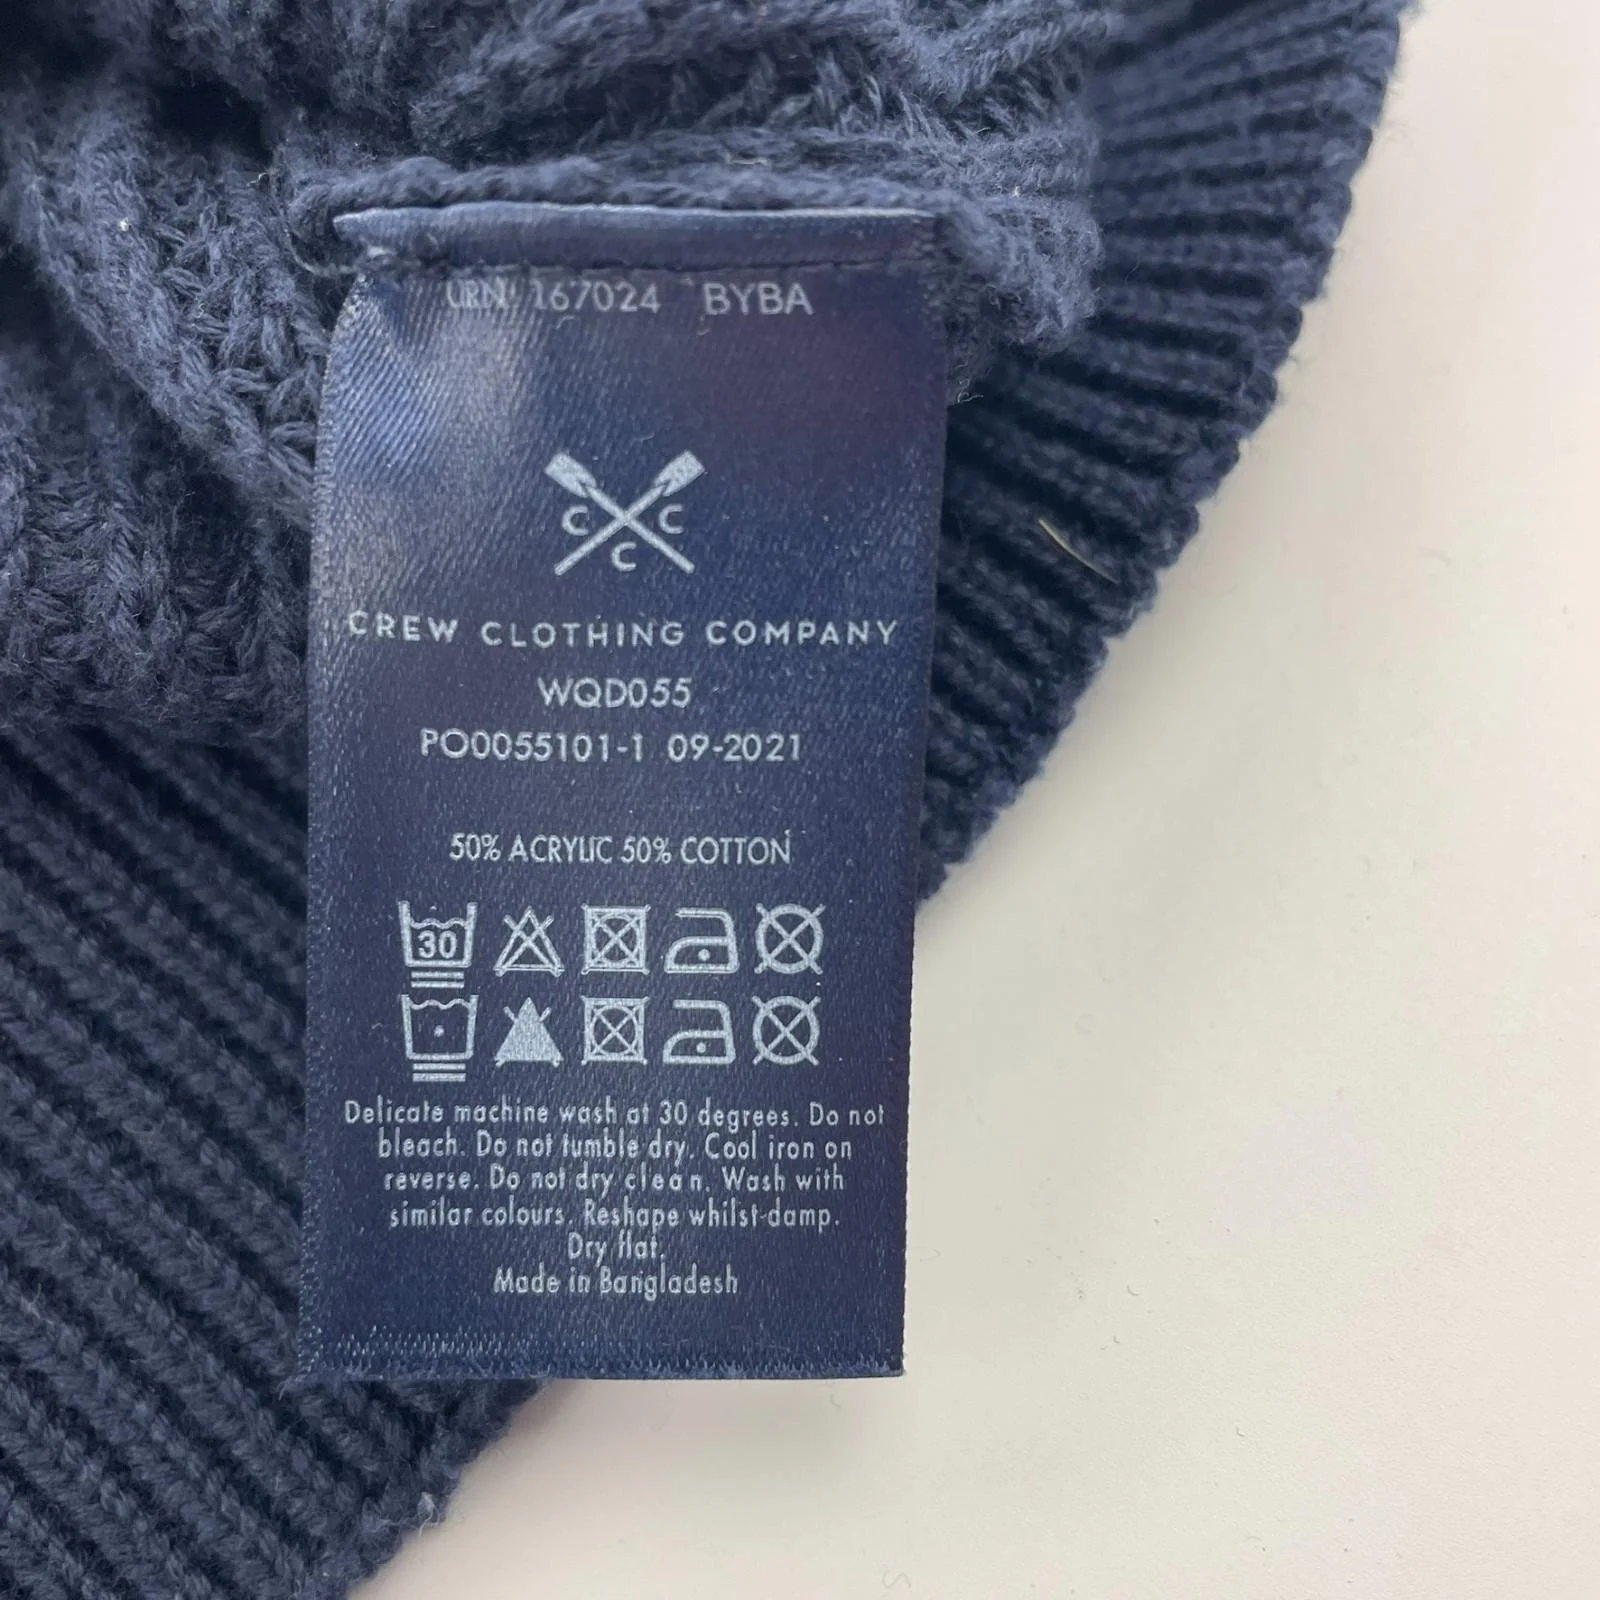 URN: 167024 BYBA
C C
C
CREW CLOTHING COMPANY
WQD055
PO0055101-1 09-2021
50% ACRYLIC 50% COTTON
30
Delicate machine wash at 30 degrees. Do not
bleach. Do not tumble dry. Cool iron on
reverse. Do not dry clean. Wash with
similar colours. Reshape whilst damp.
Dry flat.
Made in Bangladesh